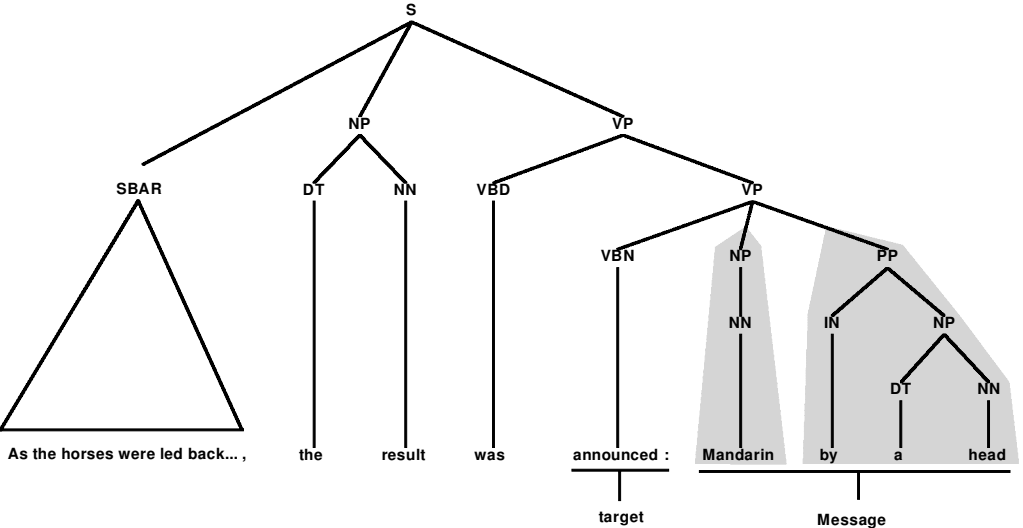 S
NP VP
SBAR DT NN VBD VP
VBN NP PP
NN IN NP
DT NN
As the horses were led back... , the result was announced : Mandarin by a head
target Message